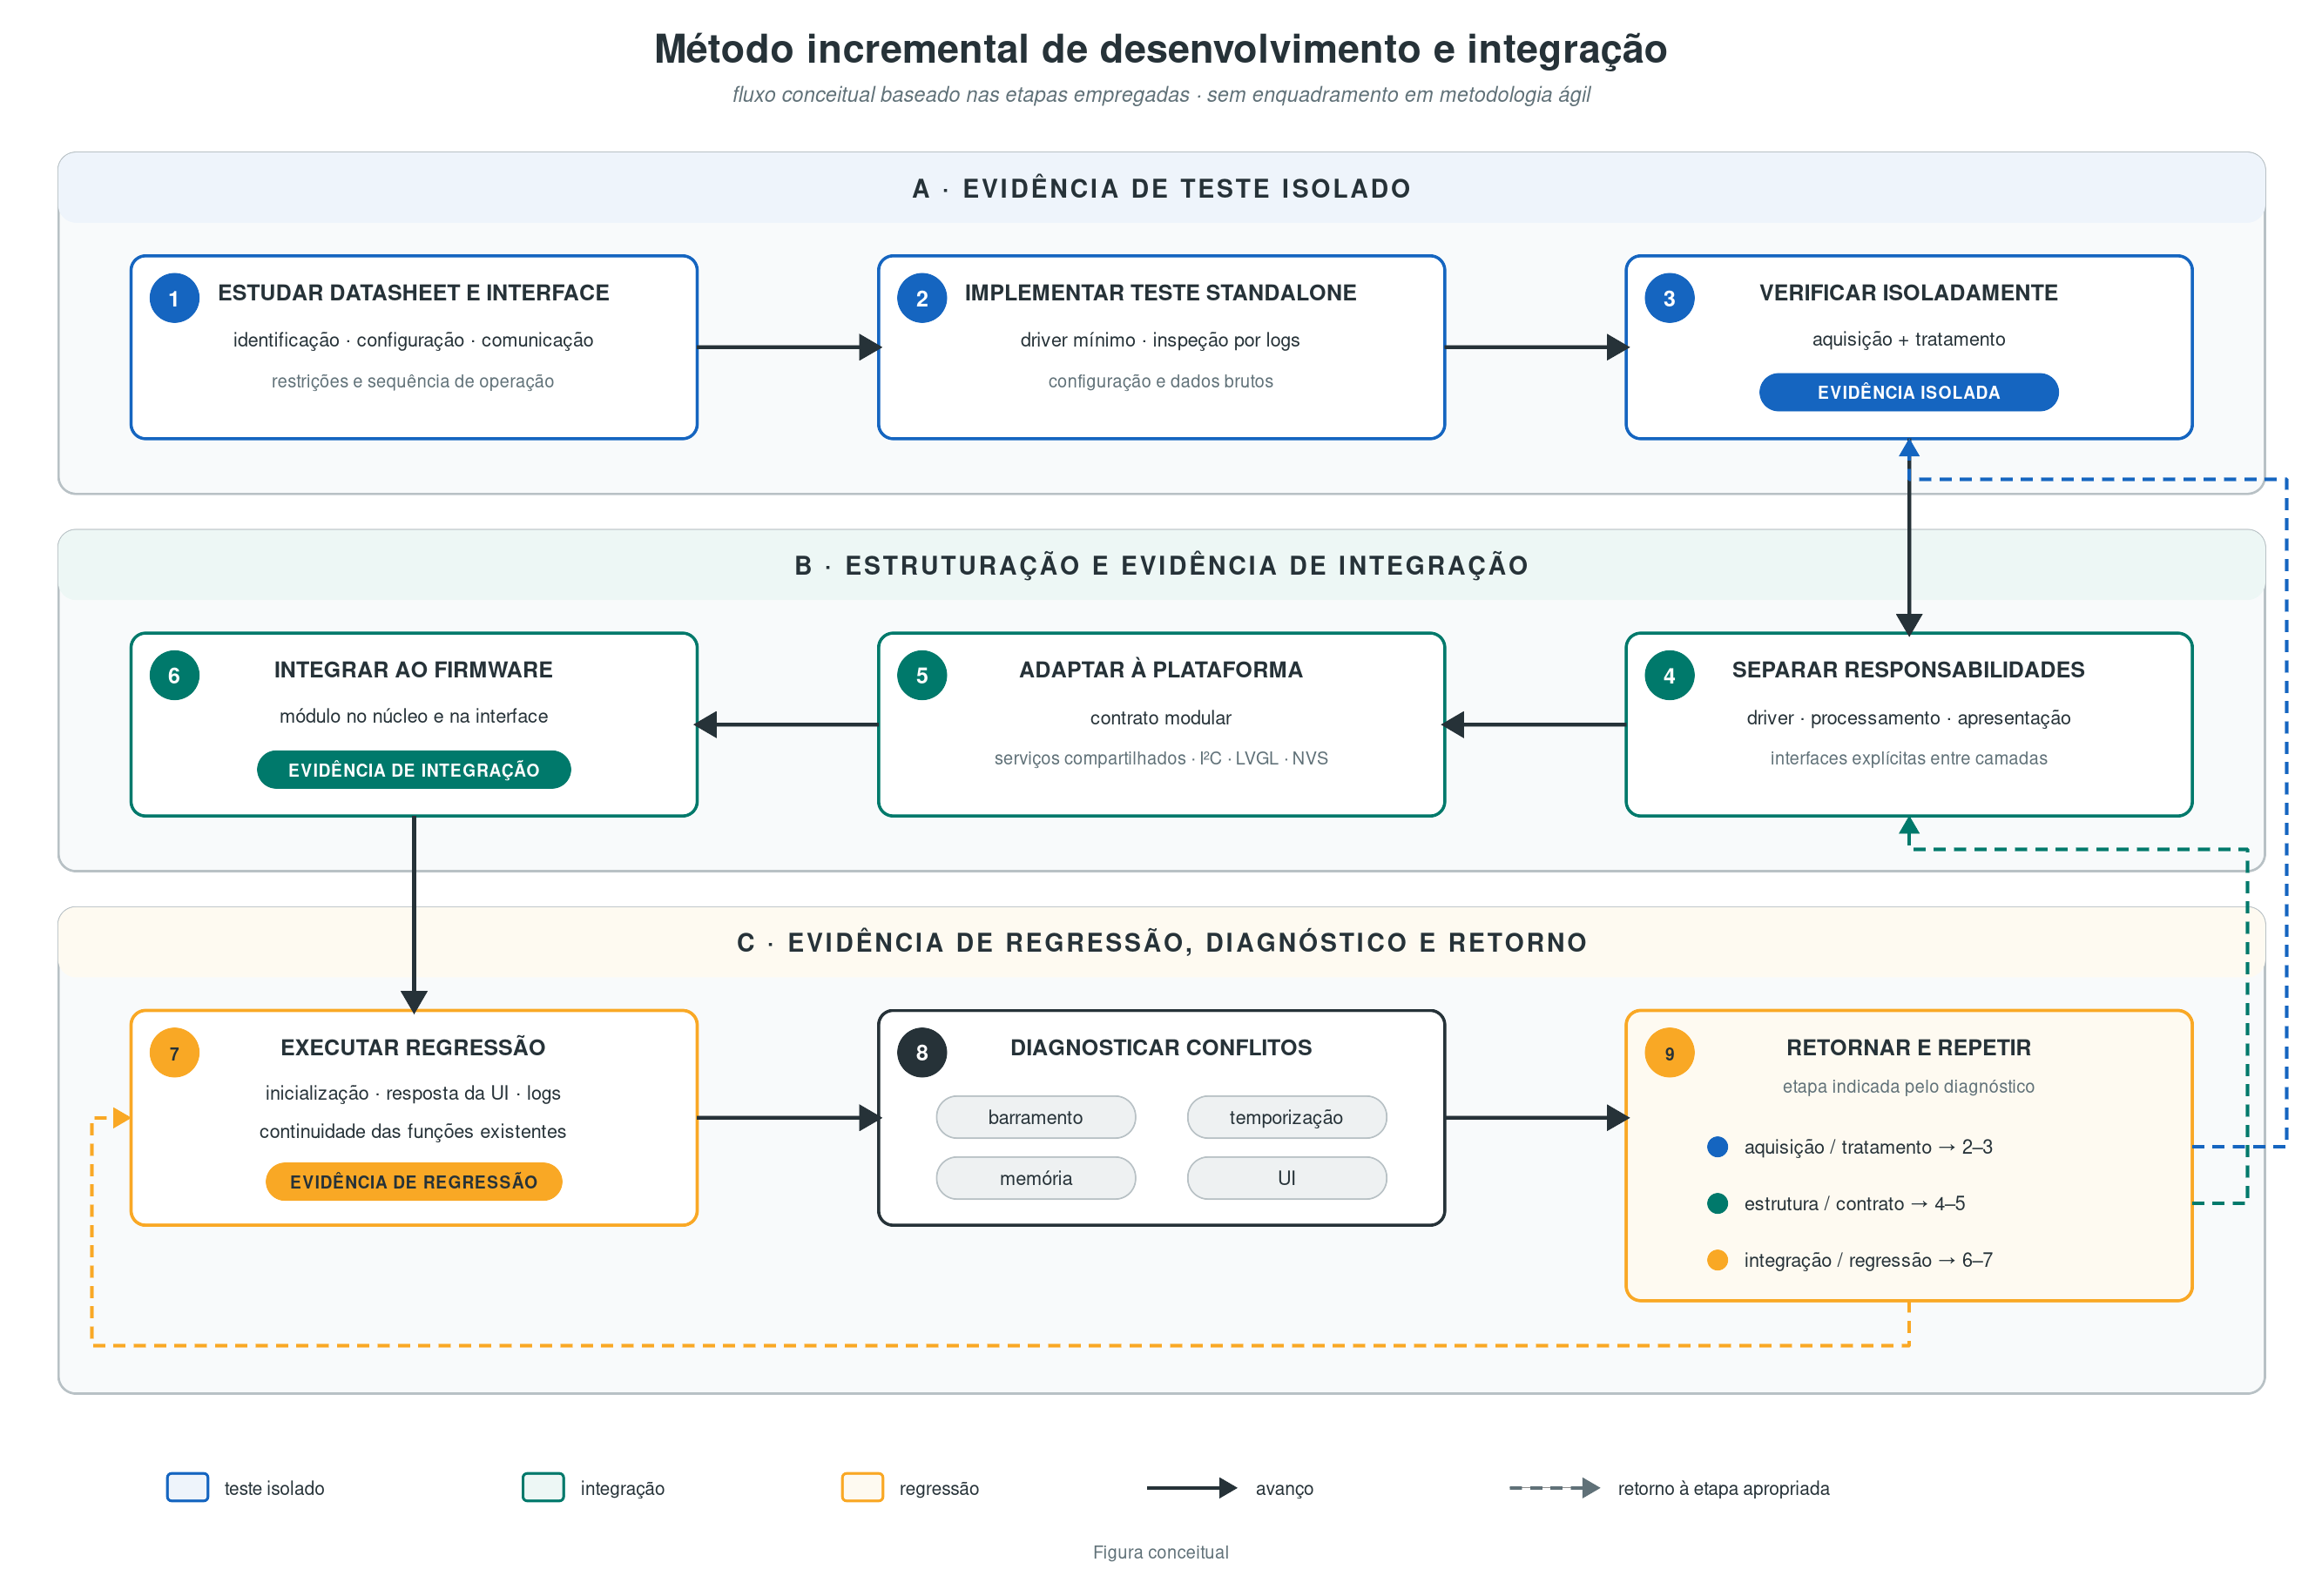 Método incremental de desenvolvimento e integração
fluxo conceitual baseado nas etapas empregadas · sem enquadramento em metodologia ágil
A · EVIDÊNCIA DE TESTE ISOLADO
1
ESTUDAR DATASHEET E INTERFACE
identificação · configuração · comunicação
restrições e sequência de operação
2
IMPLEMENTAR TESTE STANDALONE
driver mínimo · inspeção por logs
configuração e dados brutos
3
VERIFICAR ISOLADAMENTE
aquisição + tratamento
EVIDÊNCIA ISOLADA
B · ESTRUTURAÇÃO E EVIDÊNCIA DE INTEGRAÇÃO
6
INTEGRAR AO FIRMWARE
módulo no núcleo e na interface
EVIDÊNCIA DE INTEGRAÇÃO
5
ADAPTAR À PLATAFORMA
contrato modular
serviços compartilhados · I²C · LVGL · NVS
4
SEPARAR RESPONSABILIDADES
driver · processamento · apresentação
interfaces explícitas entre camadas
C · EVIDÊNCIA DE REGRESSÃO, DIAGNÓSTICO E RETORNO
7
EXECUTAR REGRESSÃO
inicialização · resposta da UI · logs
continuidade das funções existentes
EVIDÊNCIA DE REGRESSÃO
8
DIAGNOSTICAR CONFLITOS
barramento
temporização
memória
UI
9
RETORNAR E REPETIR
etapa indicada pelo diagnóstico
aquisição / tratamento → 2–3
estrutura / contrato → 4–5
integração / regressão → 6–7
teste isolado
integração
regressão
avanço
retorno à etapa apropriada
Figura conceitual